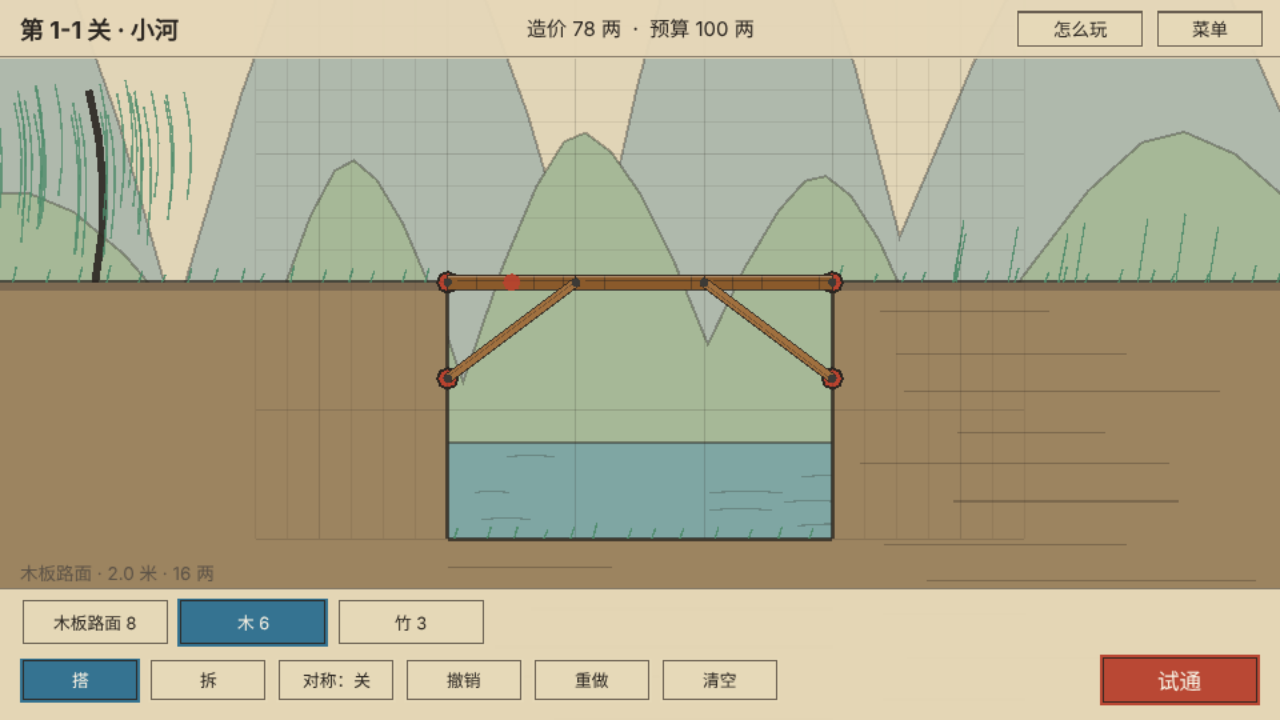 第 1-1 关 · 小河
造价 78 两 · 预算 100 两
怎么玩
菜单
木板路面 · 2.0 米 · 16 两
木板路面 8
木 6
竹 3
搭
拆
对称：关
撤销
重做
清空
试通